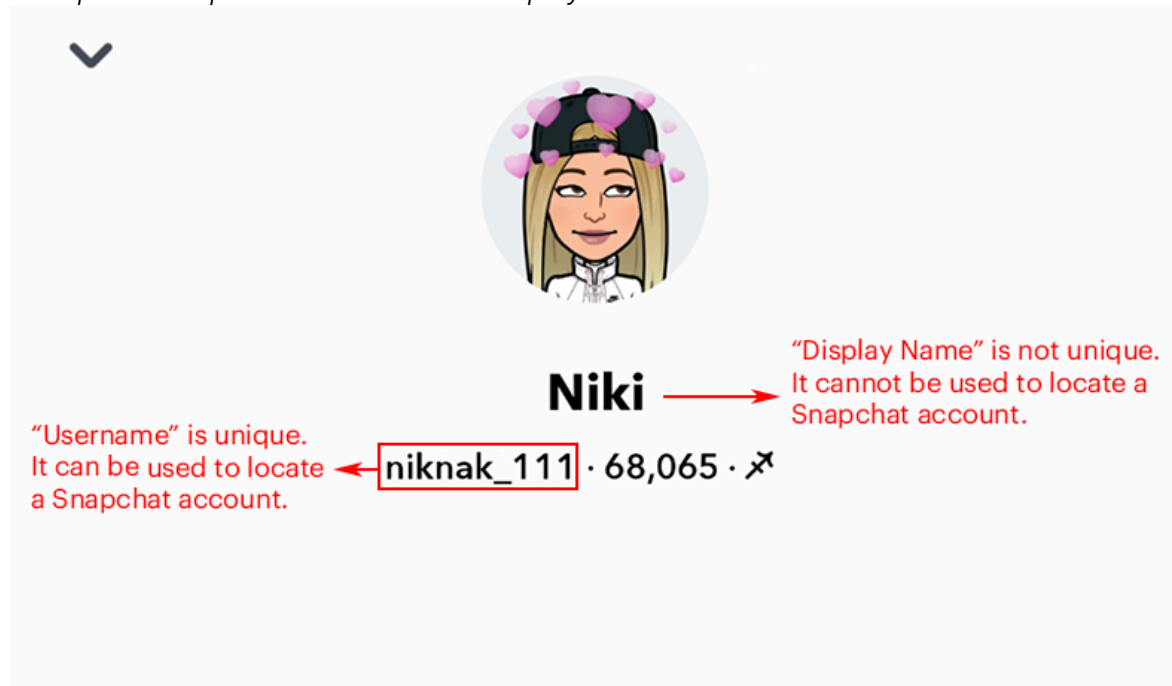 Niki
“Display Name” is not unique.
It cannot be used to locate a
Snapchat account.
“Username” is unique.
It can be used to locate
a Snapchat account.
niknak_111 · 68,065 · ♐